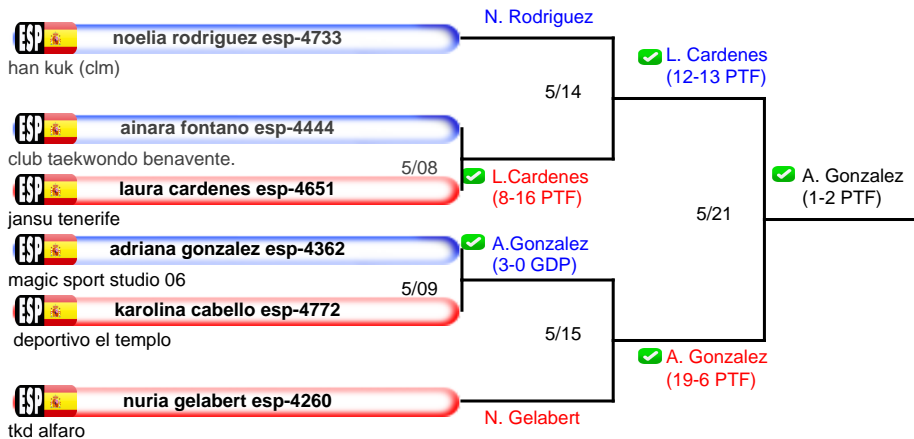 N. Rodriguez
ESP noelia rodriguez esp-4733
han kuk (clm)
L. Cardenes
(12-13 PTF)
5/14
ESP ainara fontano esp-4444
club taekwondo benavente.
5/08
L.Cardenes
(8-16 PTF)
ESP laura cardenes esp-4651
jansu tenerife
A. Gonzalez
(1-2 PTF)
5/21
ESP adriana gonzalez esp-4362
magic sport studio 06
A.Gonzalez
(3-0 GDP)
5/09
ESP karolina cabello esp-4772
deportivo el templo
5/15
A. Gonzalez
(19-6 PTF)
ESP nuria gelabert esp-4260
tkd alfaro
N. Gelabert